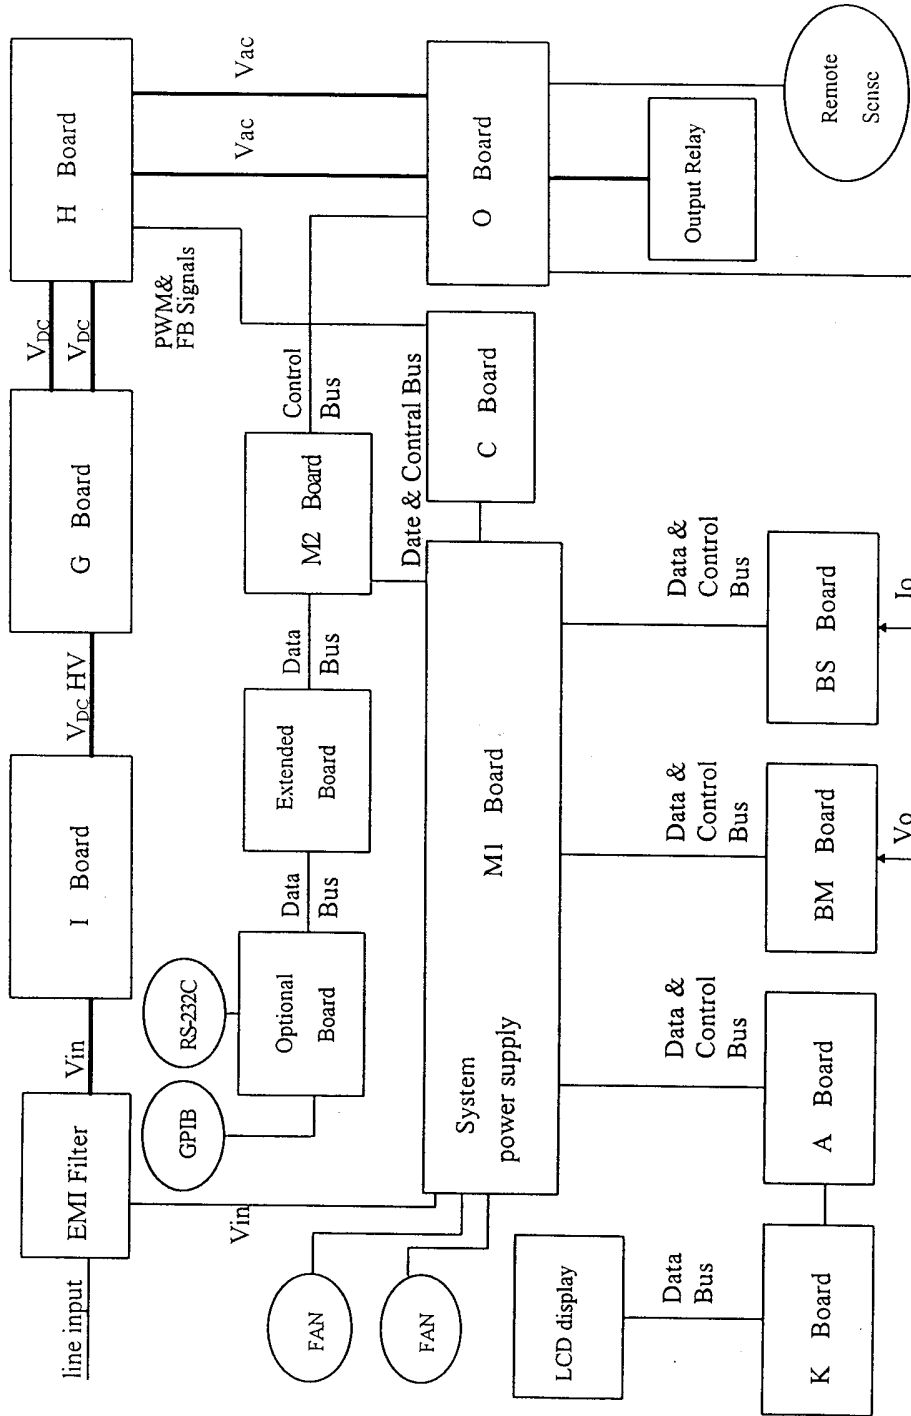 line input
EMI Filter
Vin
I Board
VDC HV
G Board
VDC
VDC
H Board
Vin
GPIB
RS-232C
Optional
Board
Data
Bus
Extended
Board
Data
Bus
M2 Board
Control
Bus
PWM&
FB Signals
Vac
Vac
FAN
FAN
System
power supply
M1 Board
Date & Contral Bus
C Board
O Board
Output Relay
Remote
Sense
LCD display
Data
Bus
K Board
A Board
Data &
Control
Bus
BM Board
Data &
Control
Bus
Vo
BS Board
Data &
Control
Bus
Io